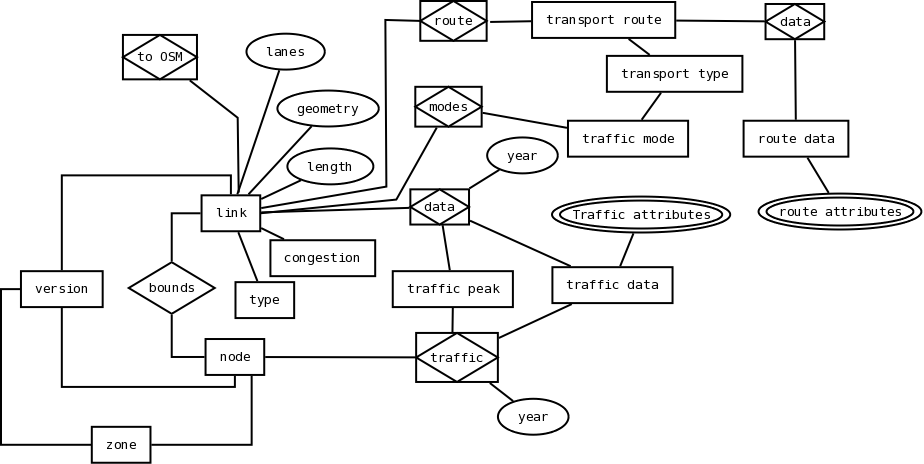 route
transport route
data
to OSM
lanes
transport type
geometry
modes
traffic mode
route data
year
length
link
data
Traffic attributes
route attributes
congestion
version
bounds
type
traffic peak
traffic data
node
traffic
year
zone